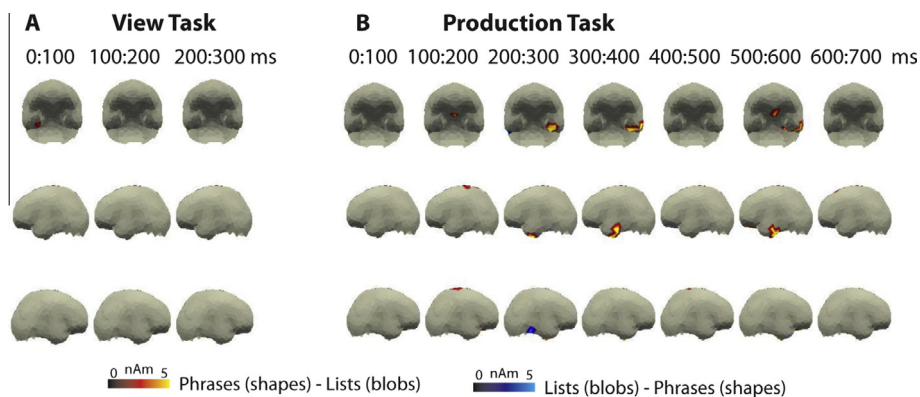 A View Task
0:100 100:200 200:300 ms
B Production Task
0:100 100:200 200:300 300:400 400:500 500:600 600:700 ms
0 nAm 5 Phrases (shapes) - Lists (blobs)
0 nAm 5 Lists (blobs) - Phrases (shapes)